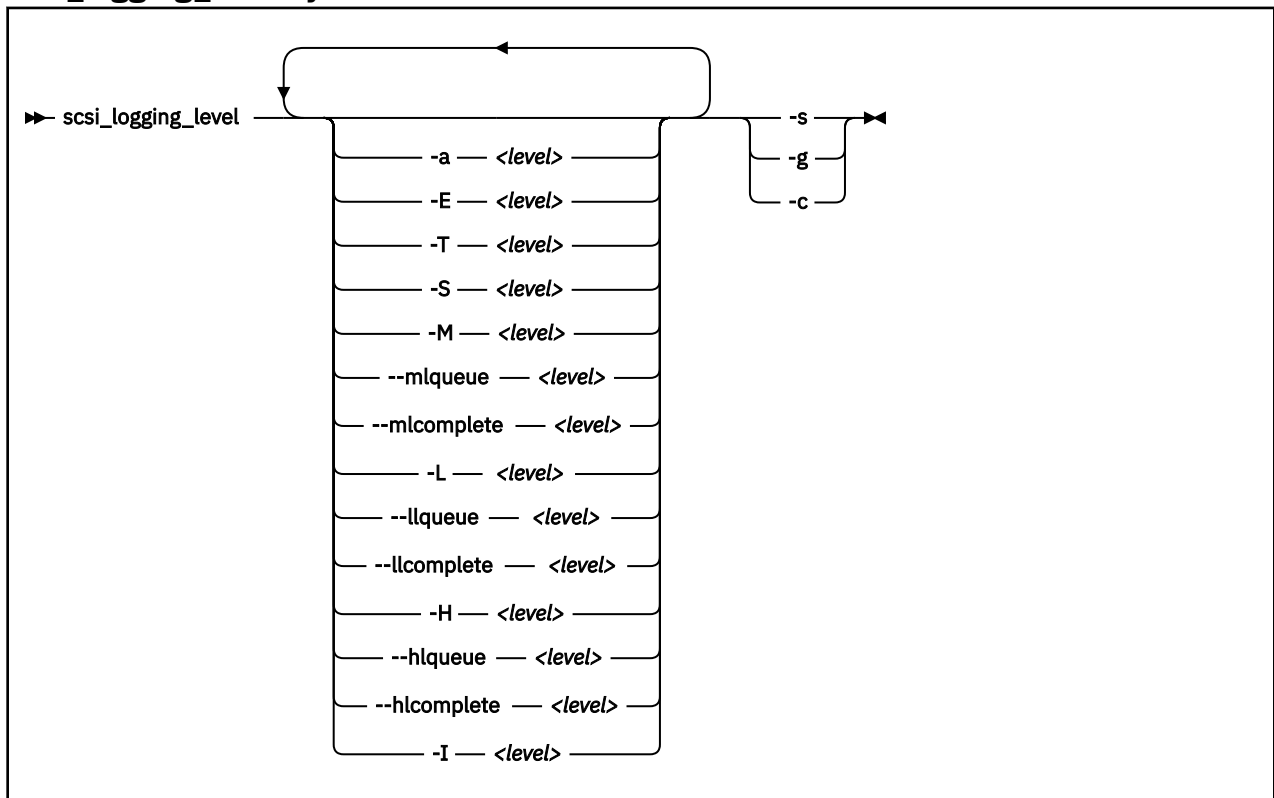 scsi_logging_level -s
-a <level> -g
-E <level> -c
-T <level>
-S <level>
-M <level>
--mlqueue <level>
--mlcomplete <level>
-L <level>
--llqueue <level>
--llcomplete <level>
-H <level>
--hlqueue <level>
--hlcomplete <level>
-I <level>